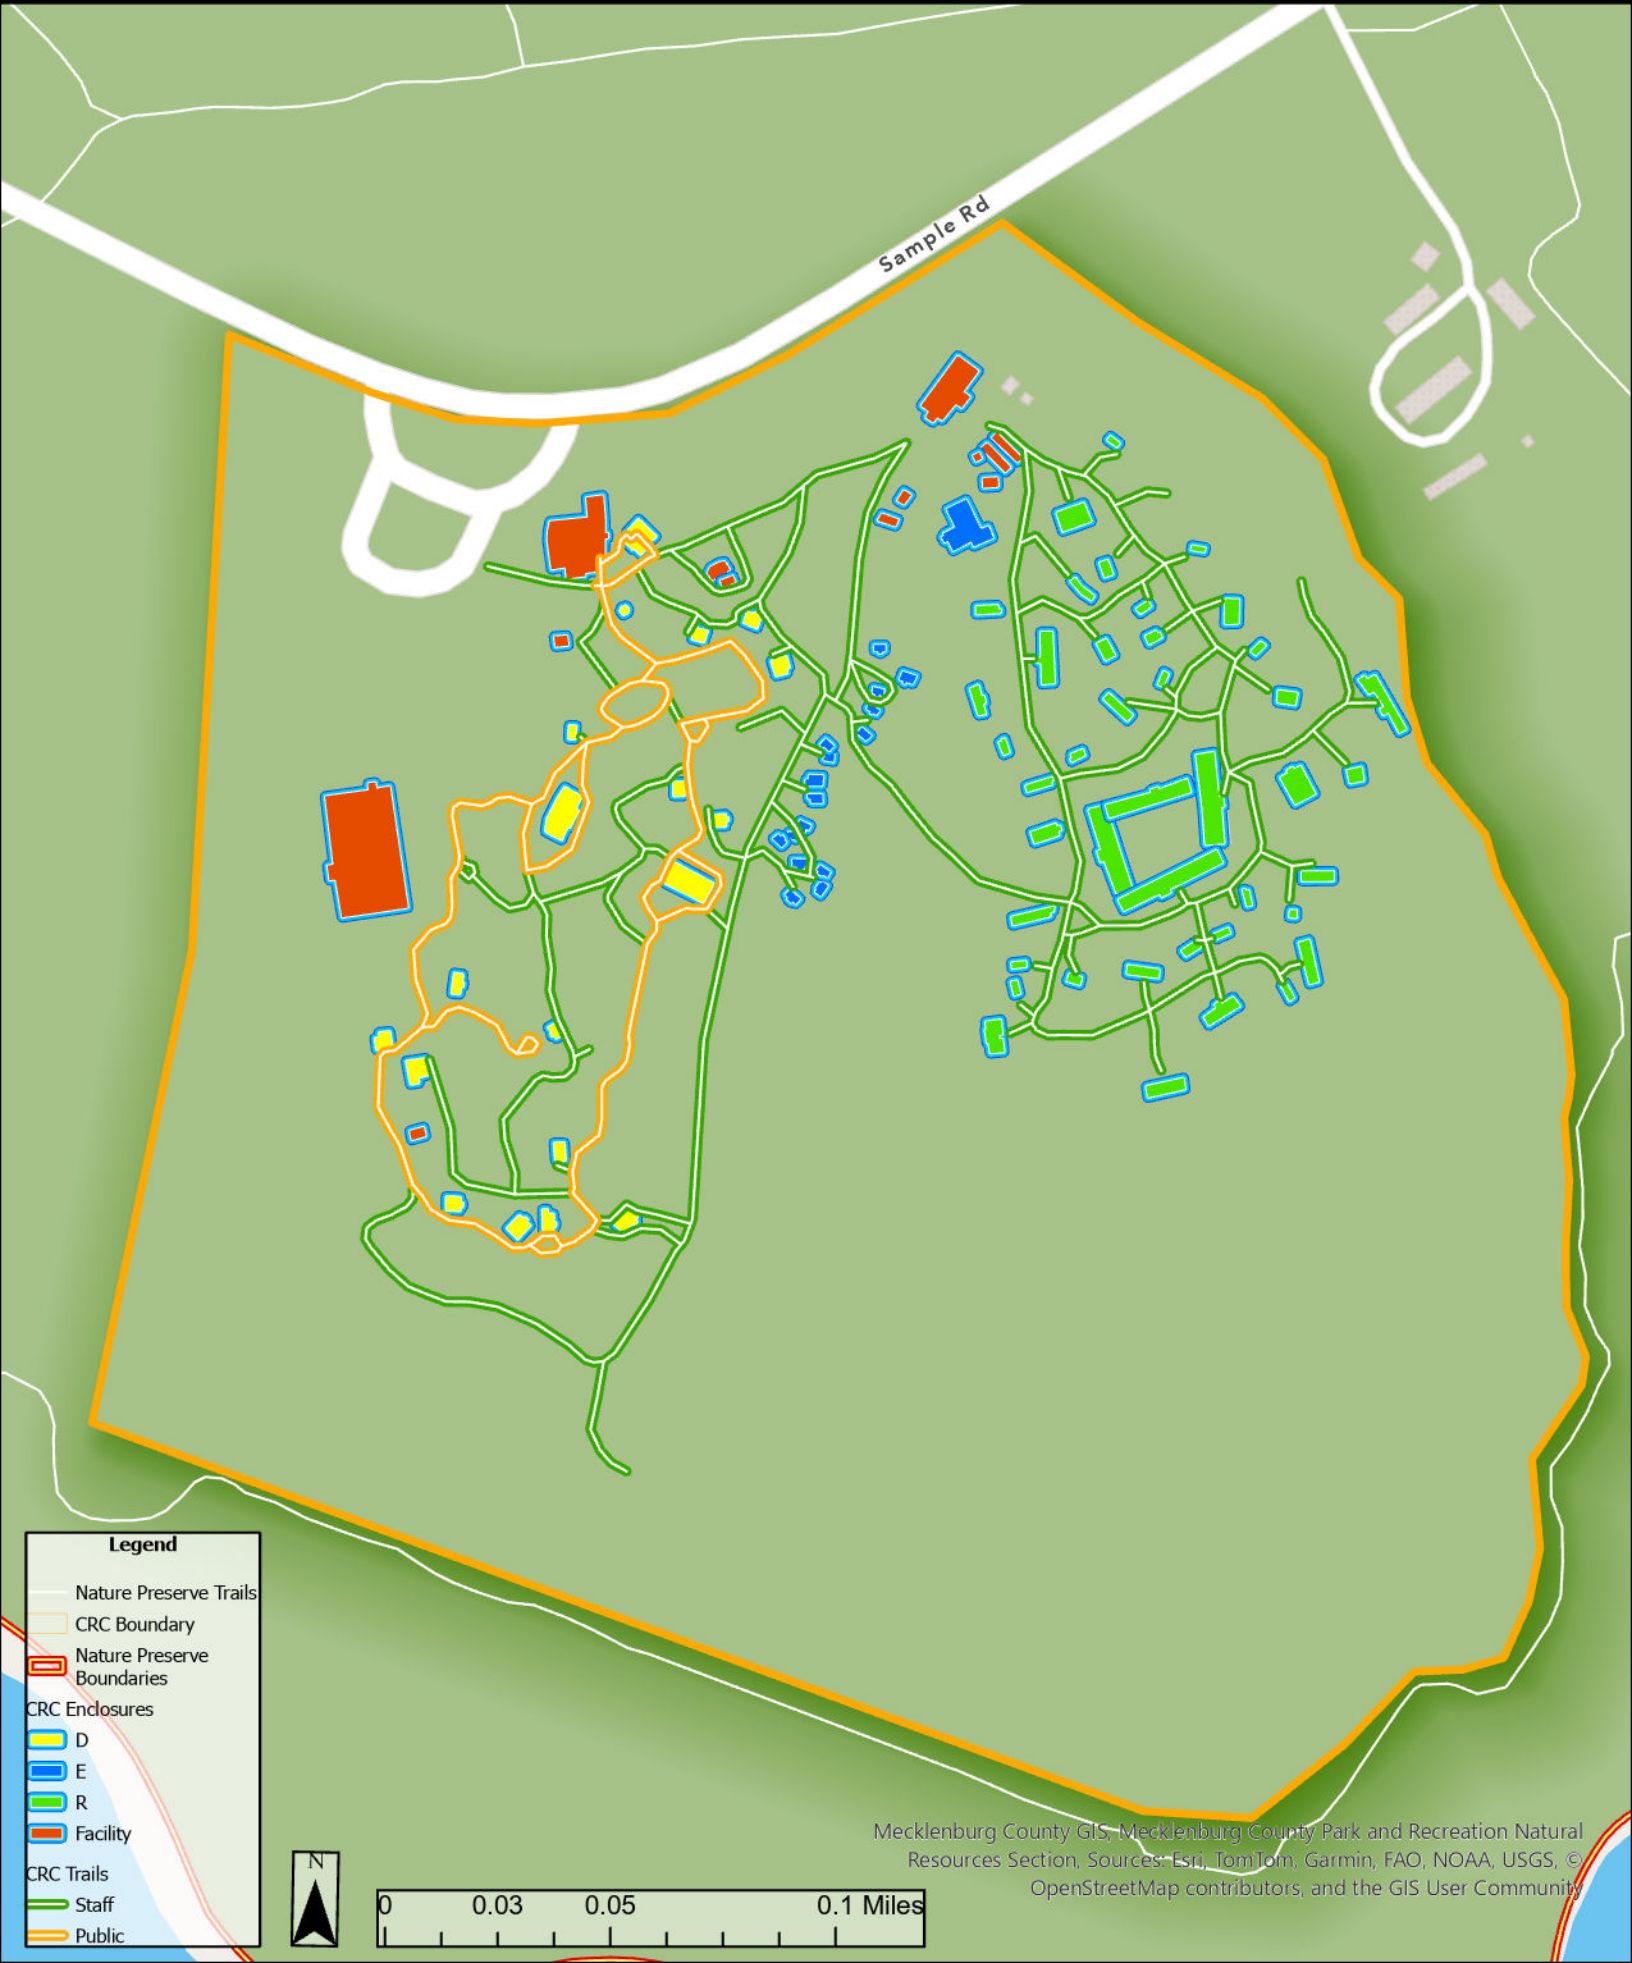 Sample Rd
Legend
Nature Preserve Trails
CRC Boundary
Nature Preserve
Boundaries
CRC Enclosures
D
E
R
Facility
CRC Trails
Staff
Public
N
0 0.03 0.05 0.1 Miles
Mecklenburg County GIS, Mecklenburg County Park and Recreation Natural
Resources Section, Sources: Esri, TomTom, Garmin, FAO, NOAA, USGS, ©
OpenStreetMap contributors, and the GIS User Community